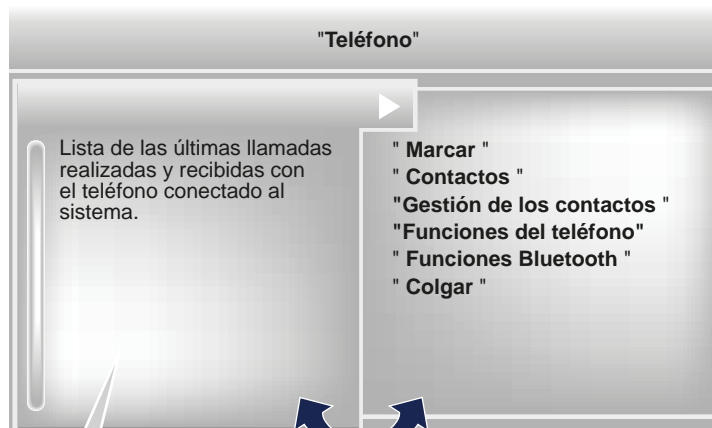 "Teléfono"
Lista de las últimas llamadas
realizadas y recibidas con
el teléfono conectado al
sistema.
" Marcar "
" Contactos "
"Gestión de los contactos "
"Funciones del teléfono"
" Funciones Bluetooth "
" Colgar "